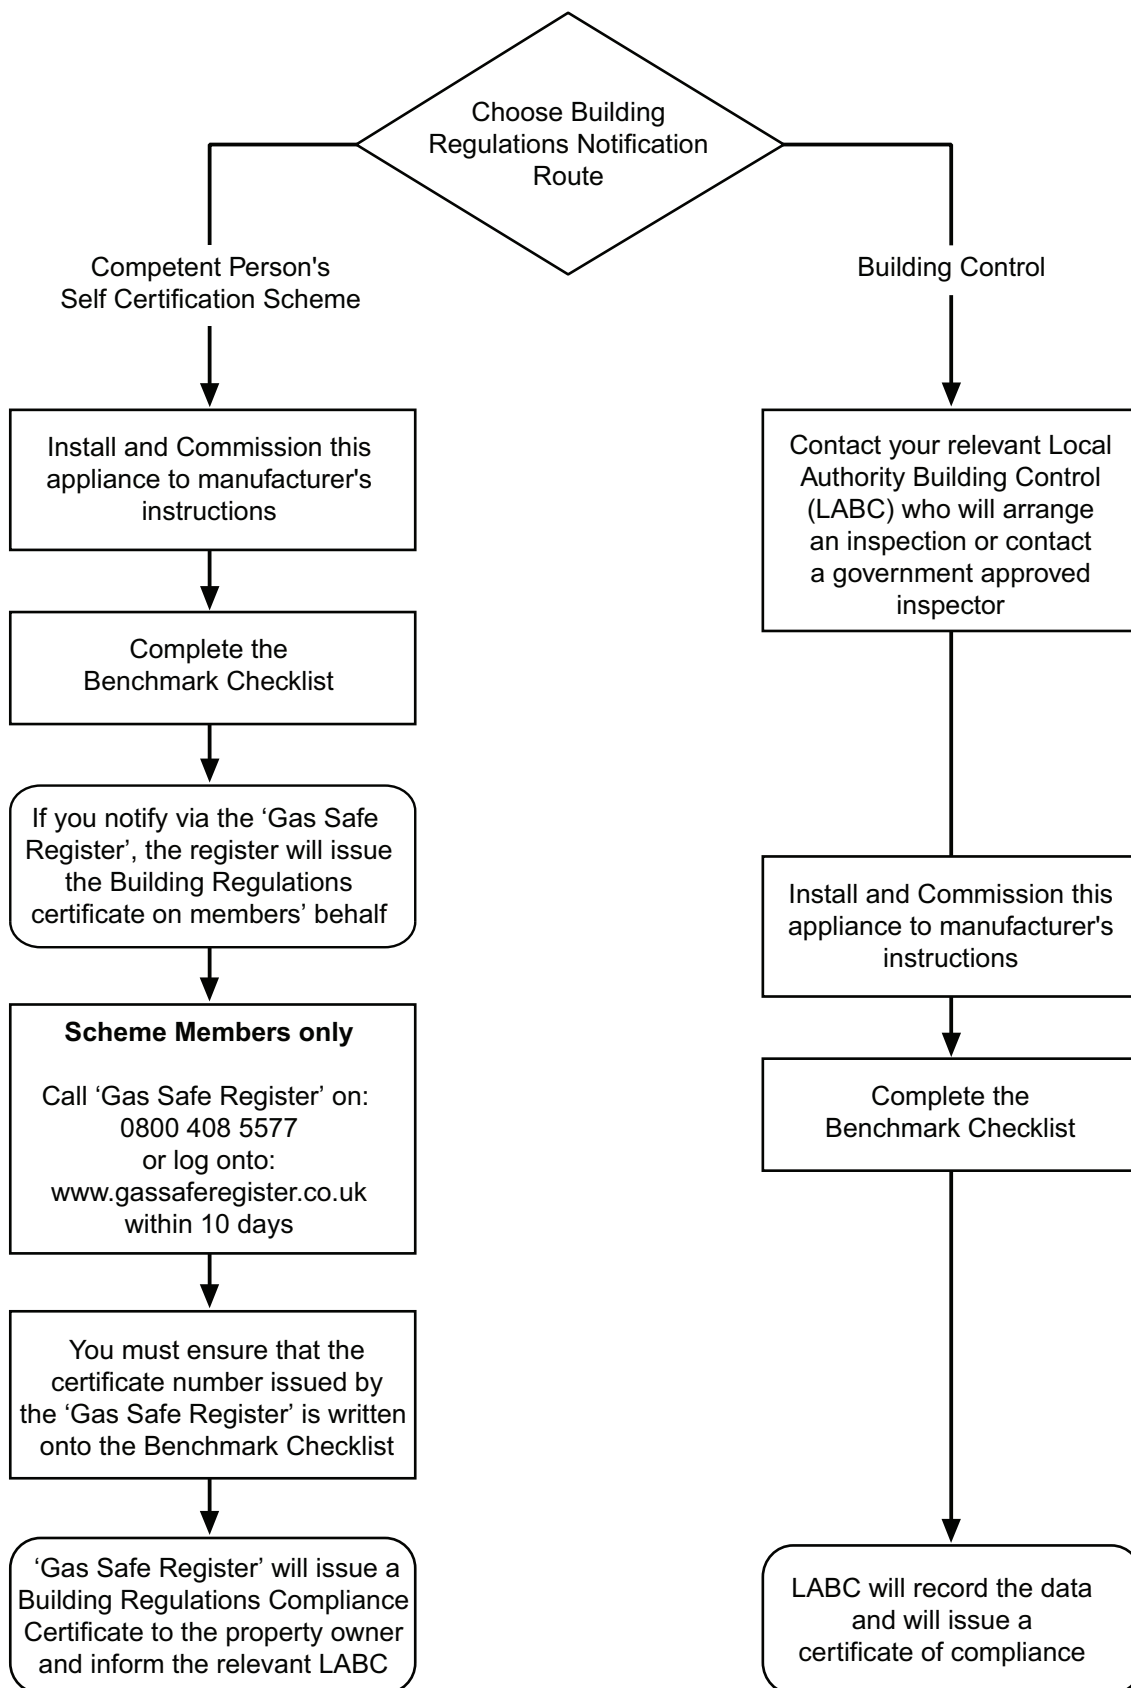 Choose Building
Regulations Notification
Route
Competent Person's
Self Certification Scheme
Building Control
Install and Commission this
appliance to manufacturer's
instructions
Complete the
Benchmark Checklist
If you notify via the ‘Gas Safe
Register’, the register will issue
the Building Regulations
certificate on members’ behalf
Scheme Members only
Call ‘Gas Safe Register’ on:
0800 408 5577
or log onto:
www.gassaferegister.co.uk
within 10 days
You must ensure that the
certificate number issued by
the ‘Gas Safe Register’ is written
onto the Benchmark Checklist
‘Gas Safe Register’ will issue a
Building Regulations Compliance
Certificate to the property owner
and inform the relevant LABC
Contact your relevant Local
Authority Building Control
(LABC) who will arrange
an inspection or contact
a government approved
inspector
Install and Commission this
appliance to manufacturer's
instructions
Complete the
Benchmark Checklist
LABC will record the data
and will issue a
certificate of compliance